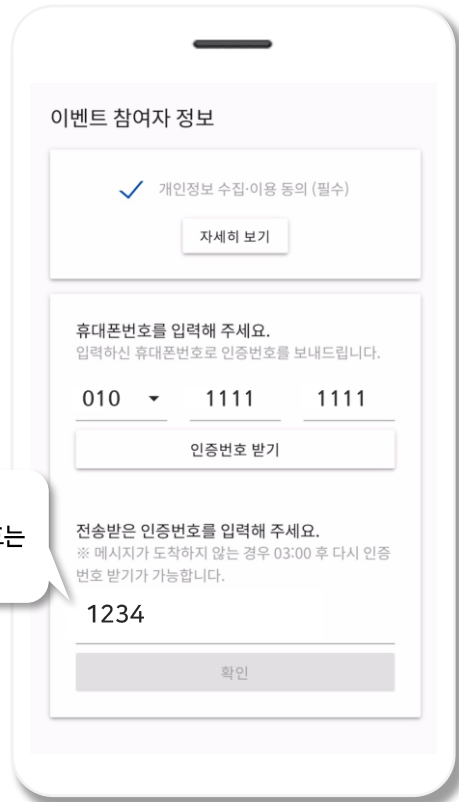 이벤트 참여자 정보
개인정보 수집·이용 동의 (필수)
자세히 보기
휴대폰번호를 입력해 주세요.
입력하신 휴대폰번호로 인증번호를 보내드립니다.
010 1111 1111
인증번호 받기
는
전송받은 인증번호를 입력해 주세요.
※ 메시지가 도착하지 않는 경우 03:00 후 다시 인증
번호 받기가 가능합니다.
1234
확인